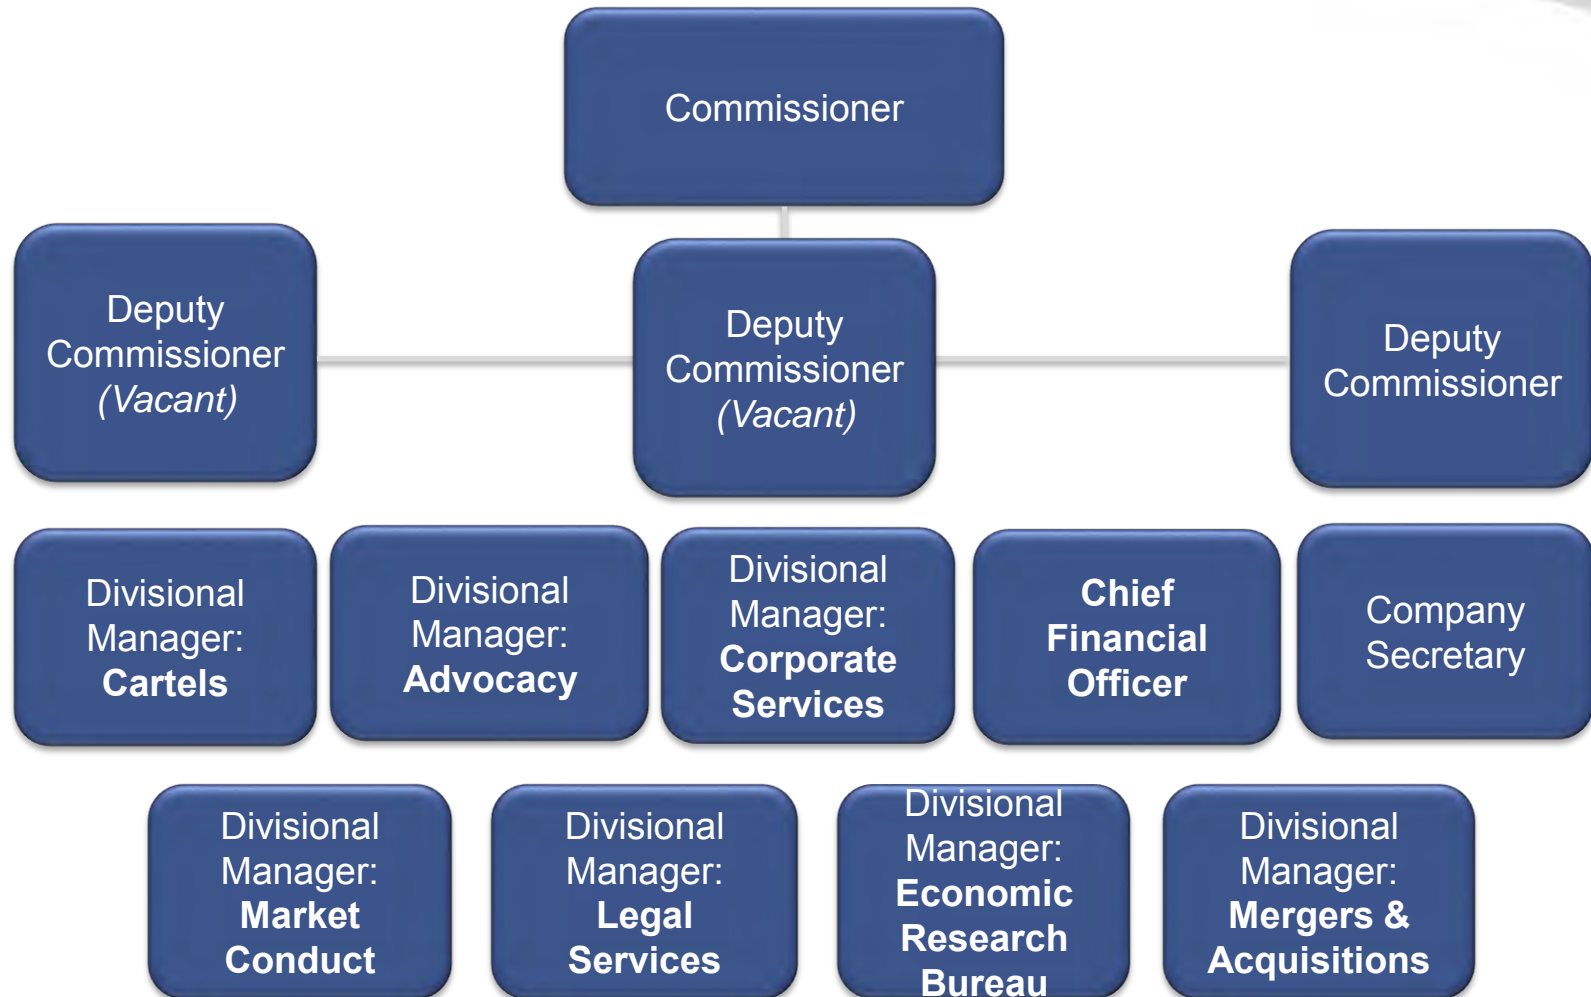 Commissioner
Deputy
Commissioner
(Vacant)
Deputy
Commissioner
(Vacant)
Deputy
Commissioner
Divisional
Manager:
Cartels
Divisional
Manager:
Advocacy
Divisional
Manager:
Corporate
Services
Chief
Financial
Officer
Company
Secretary
Divisional
Manager:
Market
Conduct
Divisional
Manager:
Legal
Services
Divisional
Manager:
Economic
Research
Bureau
Divisional
Manager:
Mergers &
Acquisitions